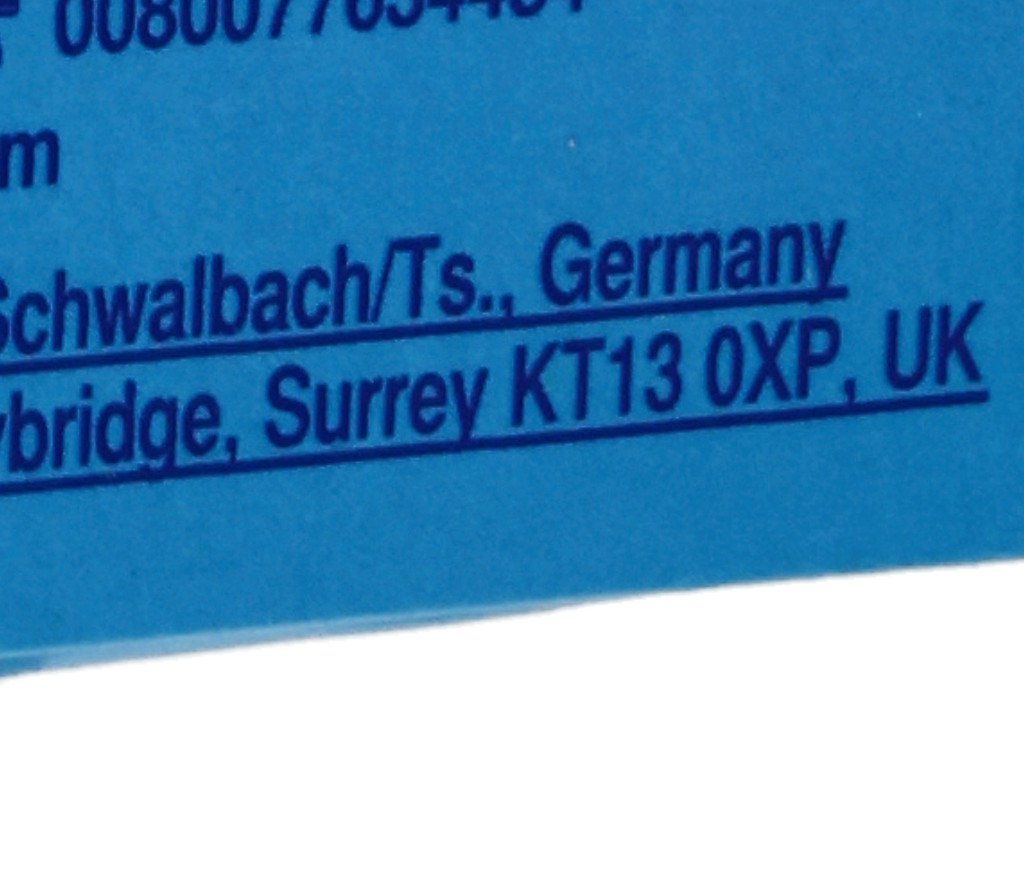 m
Schwalbach/Ts., Germany
ybridge, Surrey KT13 0XP, UK